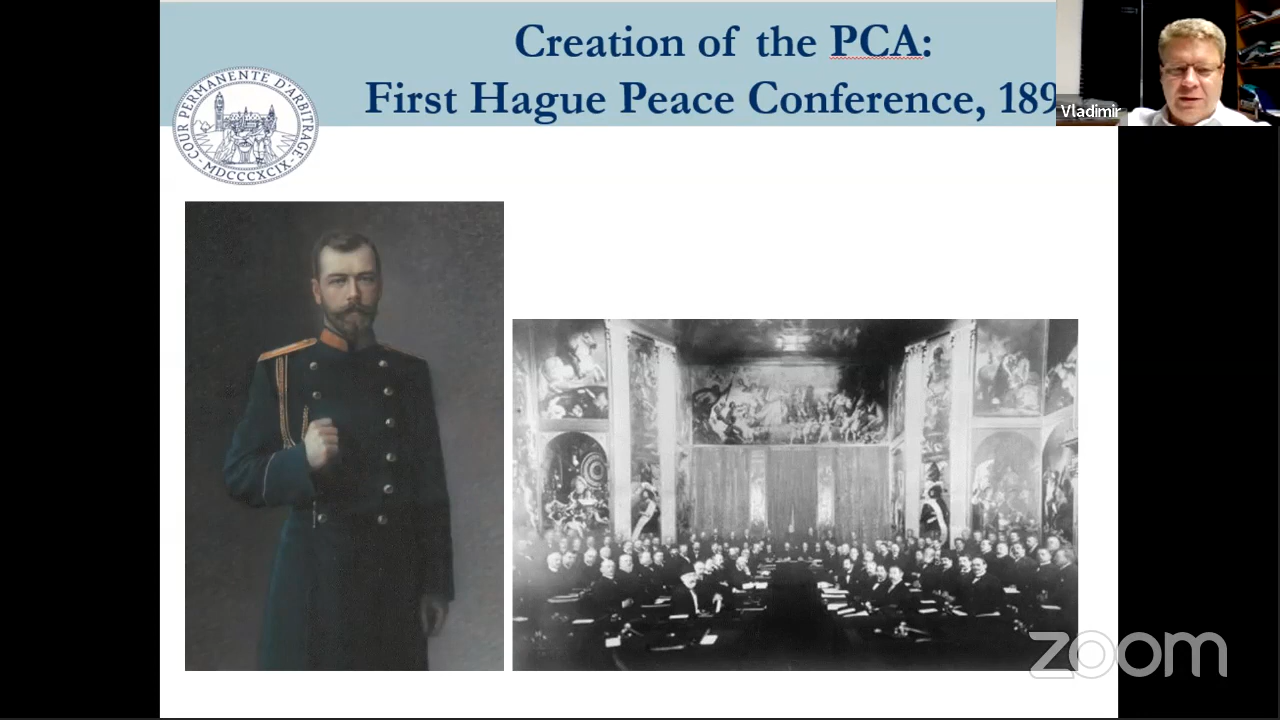 Creation of the PCA:
First Hague Peace Conference, 189
COUR PERMANENTE D'ARBITRAGE
MDCCCXCIX
Vladimir
zoom